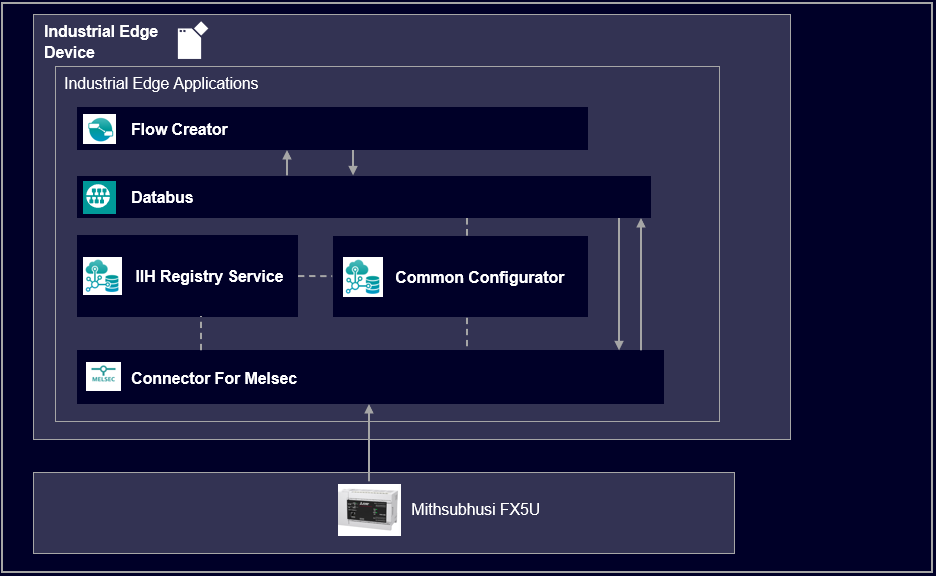 Industrial Edge
Device
Industrial Edge Applications
Flow Creator
Databus
IIH Registry Service
Common Configurator
MELSEC
Connector For Melsec
Mithsubhusi FX5U